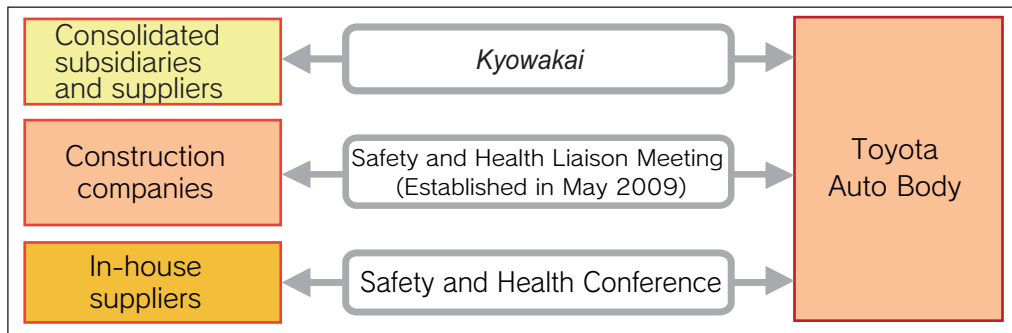 Consolidated
subsidiaries
and suppliers
Kyowakai
Construction
companies
Safety and Health Liaison Meeting
(Established in May 2009)
In-house
suppliers
Safety and Health Conference
Toyota
Auto Body